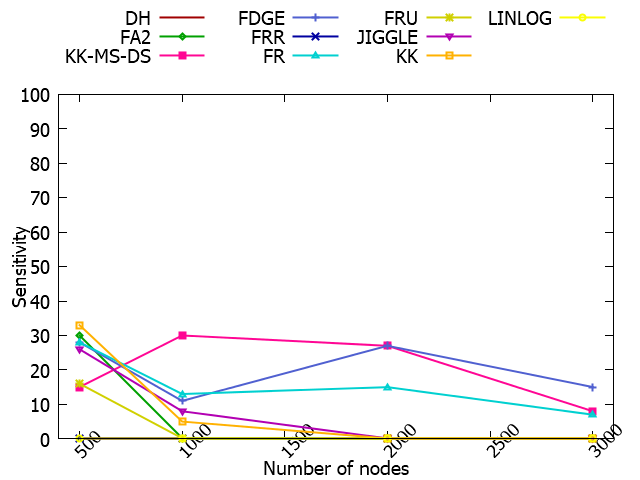 DH FDGE FRU LINLOG
FA2 FRR JIGGLE
KK-MS-DS FR KK
100
90
80
70
60
50
40
30
20
10
0
Sensitivity
500 1000 1500 2000 2500 3000
Number of nodes